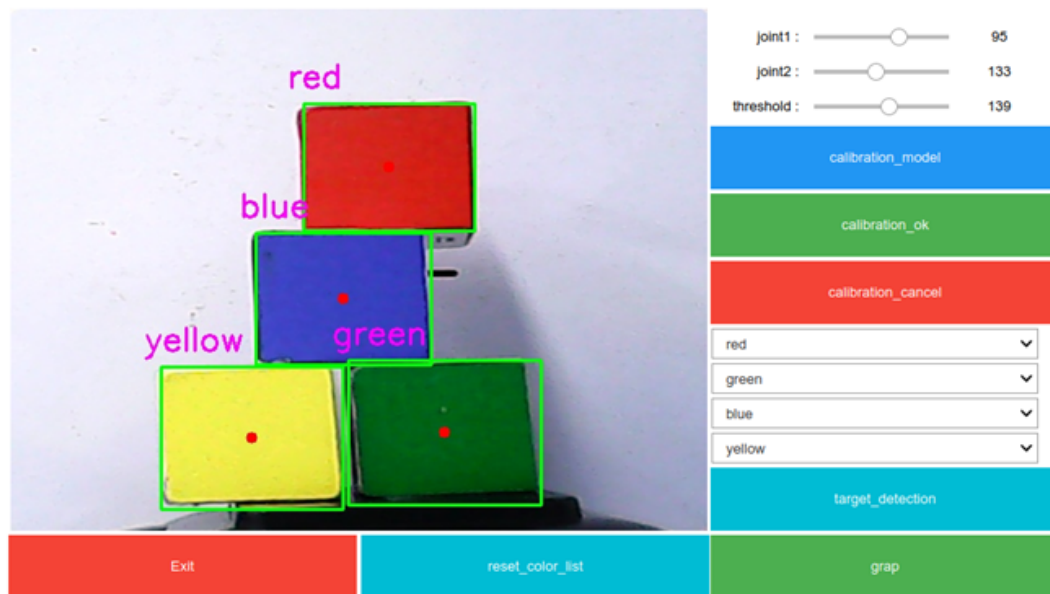 red
blue
green
yellow
joint1 :
95
joint2 :
133
threshold :
139
calibration_model
calibration_ok
calibration_cancel
red
green
blue
yellow
target_detection
Exit
reset_color_list
grap